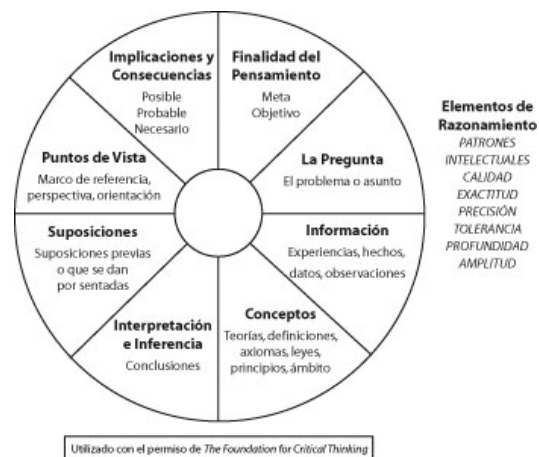 Implicaciones y
Consecuencias
Posible
Probable
Necesario
Finalidad del
Pensamiento
Meta
Objetivo
La Pregunta
El problema o asunto
Información
Experiencias, hechos,
datos, observaciones
Conceptos
Teorías, definiciones,
axiomas, leyes,
principios, ámbito
Interpretación
e Inferencia
Conclusiones
Suposiciones
Suposiciones previas
o que se dan
por sentadas
Puntos de Vista
Marco de referencia,
perspectiva, orientación
Elementos de
Razonamiento
PATRONES
INTELECTUALES
CALIDAD
EXACTITUD
PRECISIÓN
TOLERANCIA
PROFUNDIDAD
AMPLITUD
Utilizado con el permiso de The Foundation for Critical Thinking